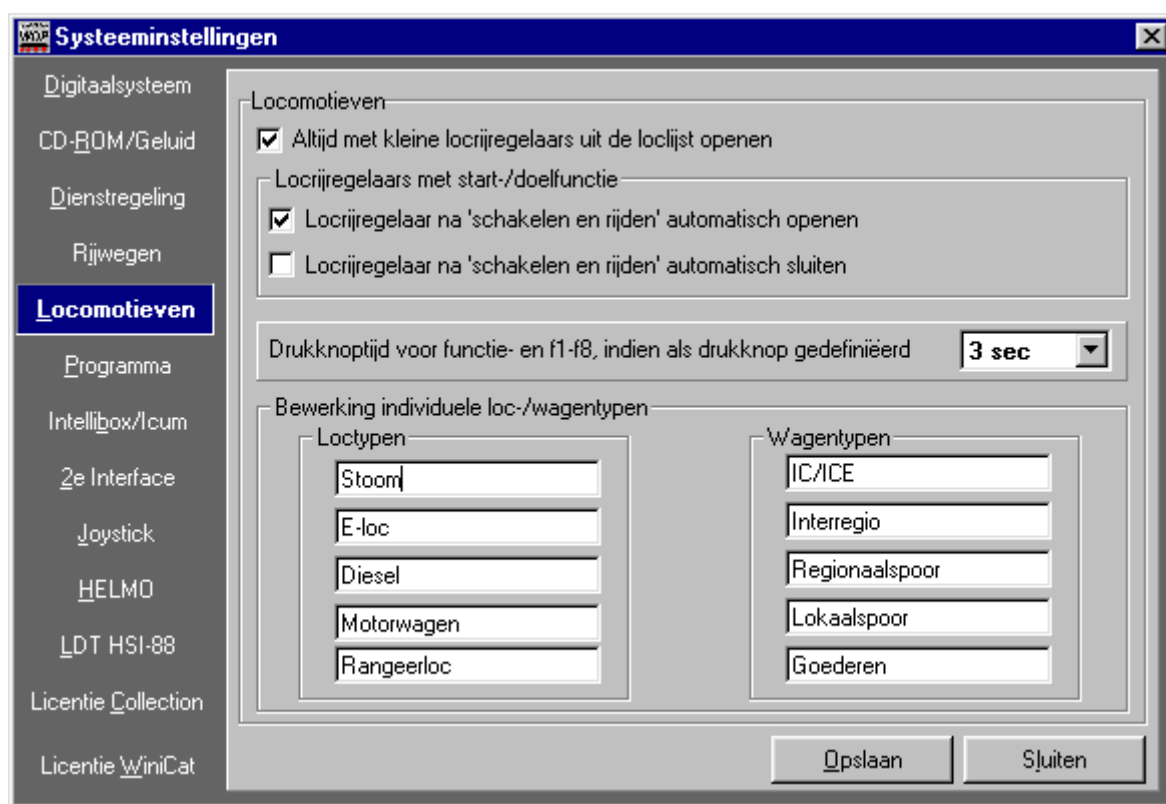 Systeeminstellingen
Digitaalsysteem
CD-ROM/Geluid
Dienstregeling
Rijwegen
Locomotieven
Programma
Intellibox/Icum
2e Interface
Joystick
HELMO
LDT HSI-88
Licentie Collection
Licentie WiniCat
Locomotieven
Altijd met kleine locrijregelaars uit de loclijst openen
Locrijregelaars met start-/doelfunctie
Locrijregelaar na 'schakelen en rijden' automatisch openen
Locrijregelaar na 'schakelen en rijden' automatisch sluiten
Drukknoptijd voor functie- en f1-f8, indien als drukknop gedefiniëerd
3 sec
Bewerking individuele loc-/wagentypen
Loctypen
Stoom
E-loc
Diesel
Motorwagen
Rangeerloc
Wagentypen
IC/ICE
Interregio
Regionaalspoor
Lokaalspoor
Goederen
Opslaan
Sluiten